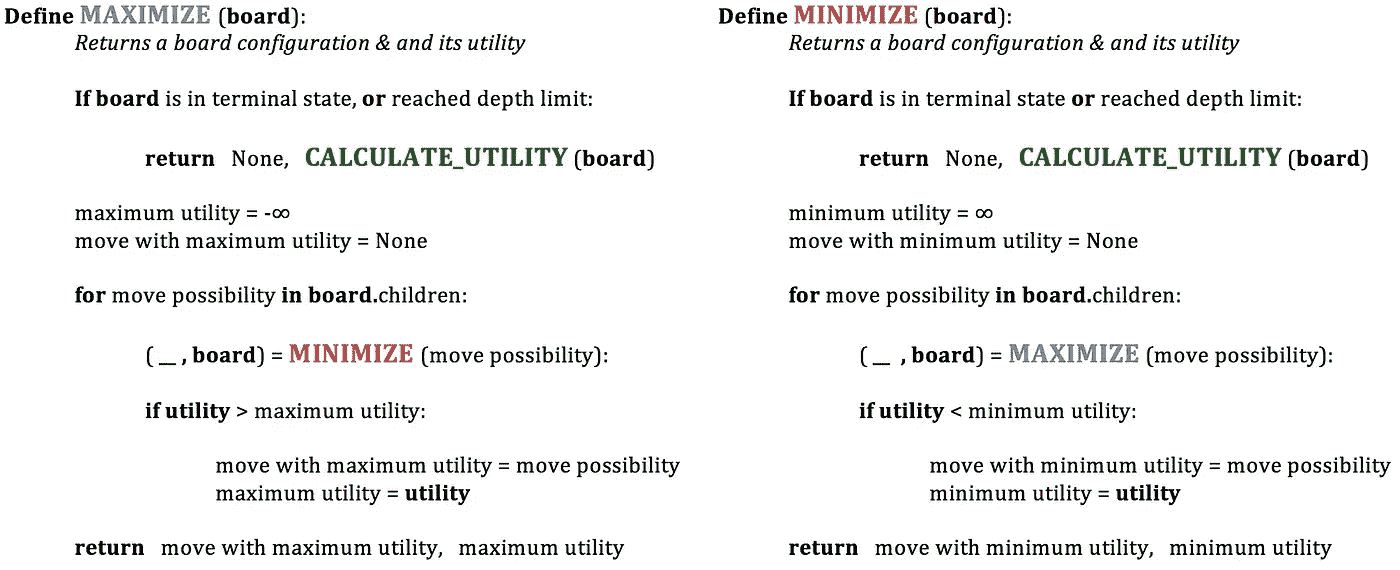 Define MAXIMIZE (board):
Returns a board configuration & and its utility
If board is in terminal state, or reached depth limit:
return None, CALCULATE_UTILITY (board)
maximum utility = -∞
move with maximum utility = None
for move possibility in board.children:
( _ , board) = MINIMIZE (move possibility):
if utility > maximum utility:
move with maximum utility = move possibility
maximum utility = utility
return move with maximum utility, maximum utility
Define MINIMIZE (board):
Returns a board configuration & and its utility
If board is in terminal state or reached depth limit:
return None, CALCULATE_UTILITY (board)
minimum utility = ∞
move with minimum utility = None
for move possibility in board.children:
( _ , board) = MAXIMIZE (move possibility):
if utility < minimum utility:
move with minimum utility = move possibility
minimum utility = utility
return move with minimum utility, minimum utility